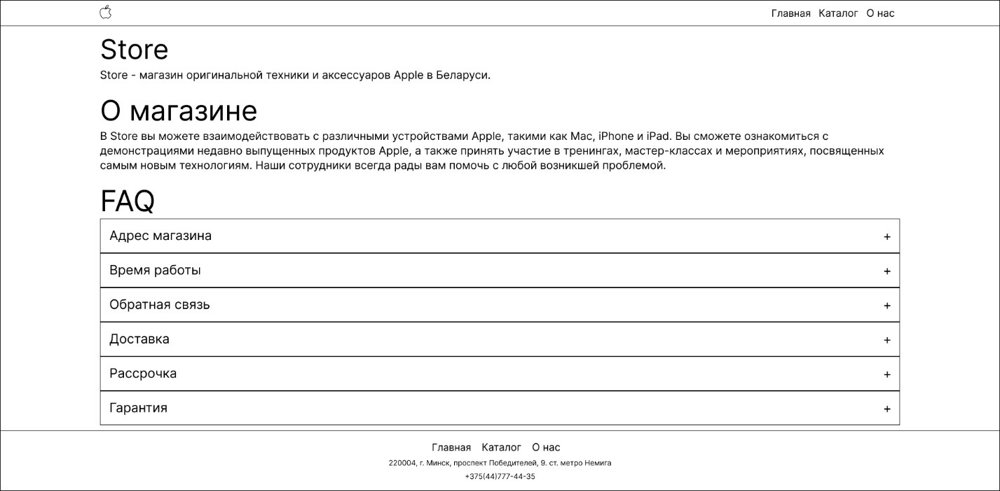 Главная Каталог О нас
Store
Store - магазин оригинальной техники и аксессуаров Apple в Беларуси.
О магазине
В Store вы можете взаимодействовать с различными устройствами Apple, такими как Mac, iPhone и iPad. Вы сможете ознакомиться с
демонстрациями недавно выпущенных продуктов Apple, а также принять участие в тренингах, мастер-классах и мероприятиях, посвященных
самым новым технологиям. Наши сотрудники всегда рады вам помочь с любой возникшей проблемой.
FAQ
Адрес магазина +
Время работы +
Обратная связь +
Доставка +
Рассрочка +
Гарантия +
Главная Каталог О нас
220004, г. Минск, проспект Победителей, 9. ст. метро Немига
+375(44)777-44-35